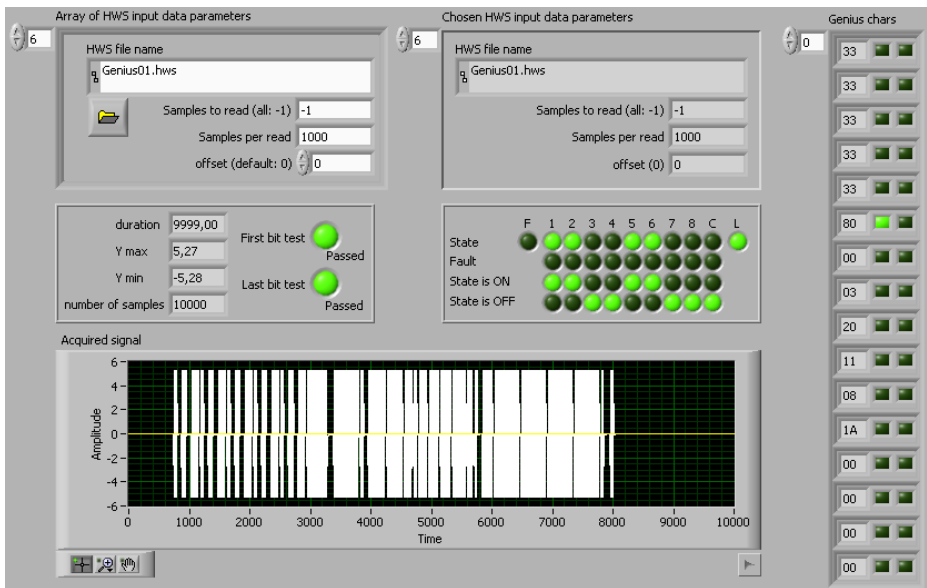 Array of HWS input data parameters
6
HWS file name
Genius01.hws
Samples to read (all: -1) -1
Samples per read 1000
offset (default: 0) 0
Chosen HWS input data parameters
6
HWS file name
Genius01.hws
Samples to read (all: -1) -1
Samples per read 1000
offset (0) 0
Genius chars
0
33
33
33
33
33
80
00
03
20
11
08
1A
00
00
00
00
duration 9999,00
Y max 5,27
Y min -5,28
number of samples 10000
First bit test
Passed
Last bit test
Passed
F 1 2 3 4 5 6 7 8 C L
State
Fault
State is ON
State is OFF
Acquired signal
Amplitude
6
4
2
0
-2
-4
-6
0 1000 2000 3000 4000 5000 6000 7000 8000 9000 10000
Time